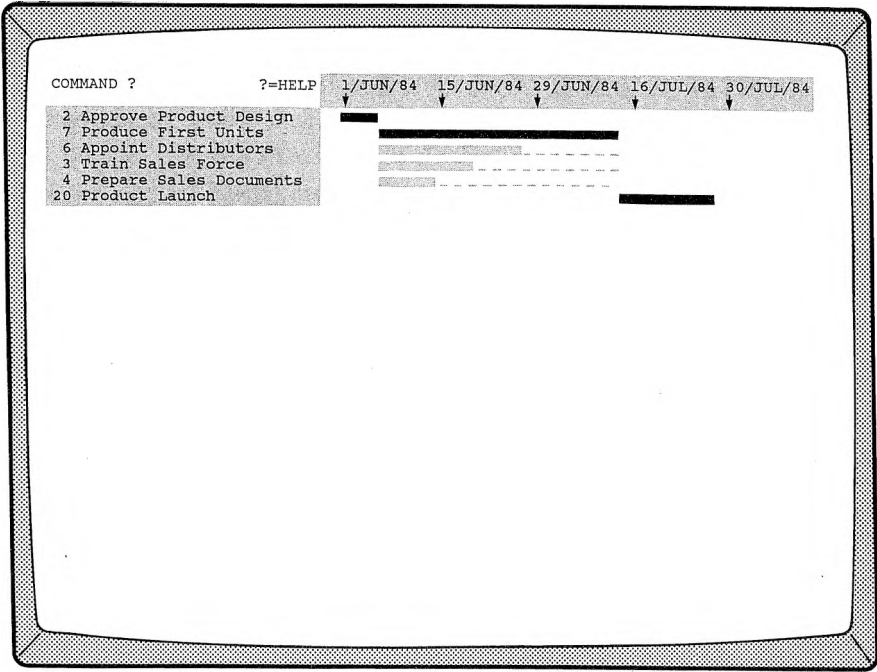 COMMAND ? ?=HELP 1/JUN/84 15/JUN/84 29/JUN/84 16/JUL/84 30/JUL/84
2 Approve Product Design
7 Produce First Units
6 Appoint Distributors
3 Train Sales Force
4 Prepare Sales Documents
20 Product Launch